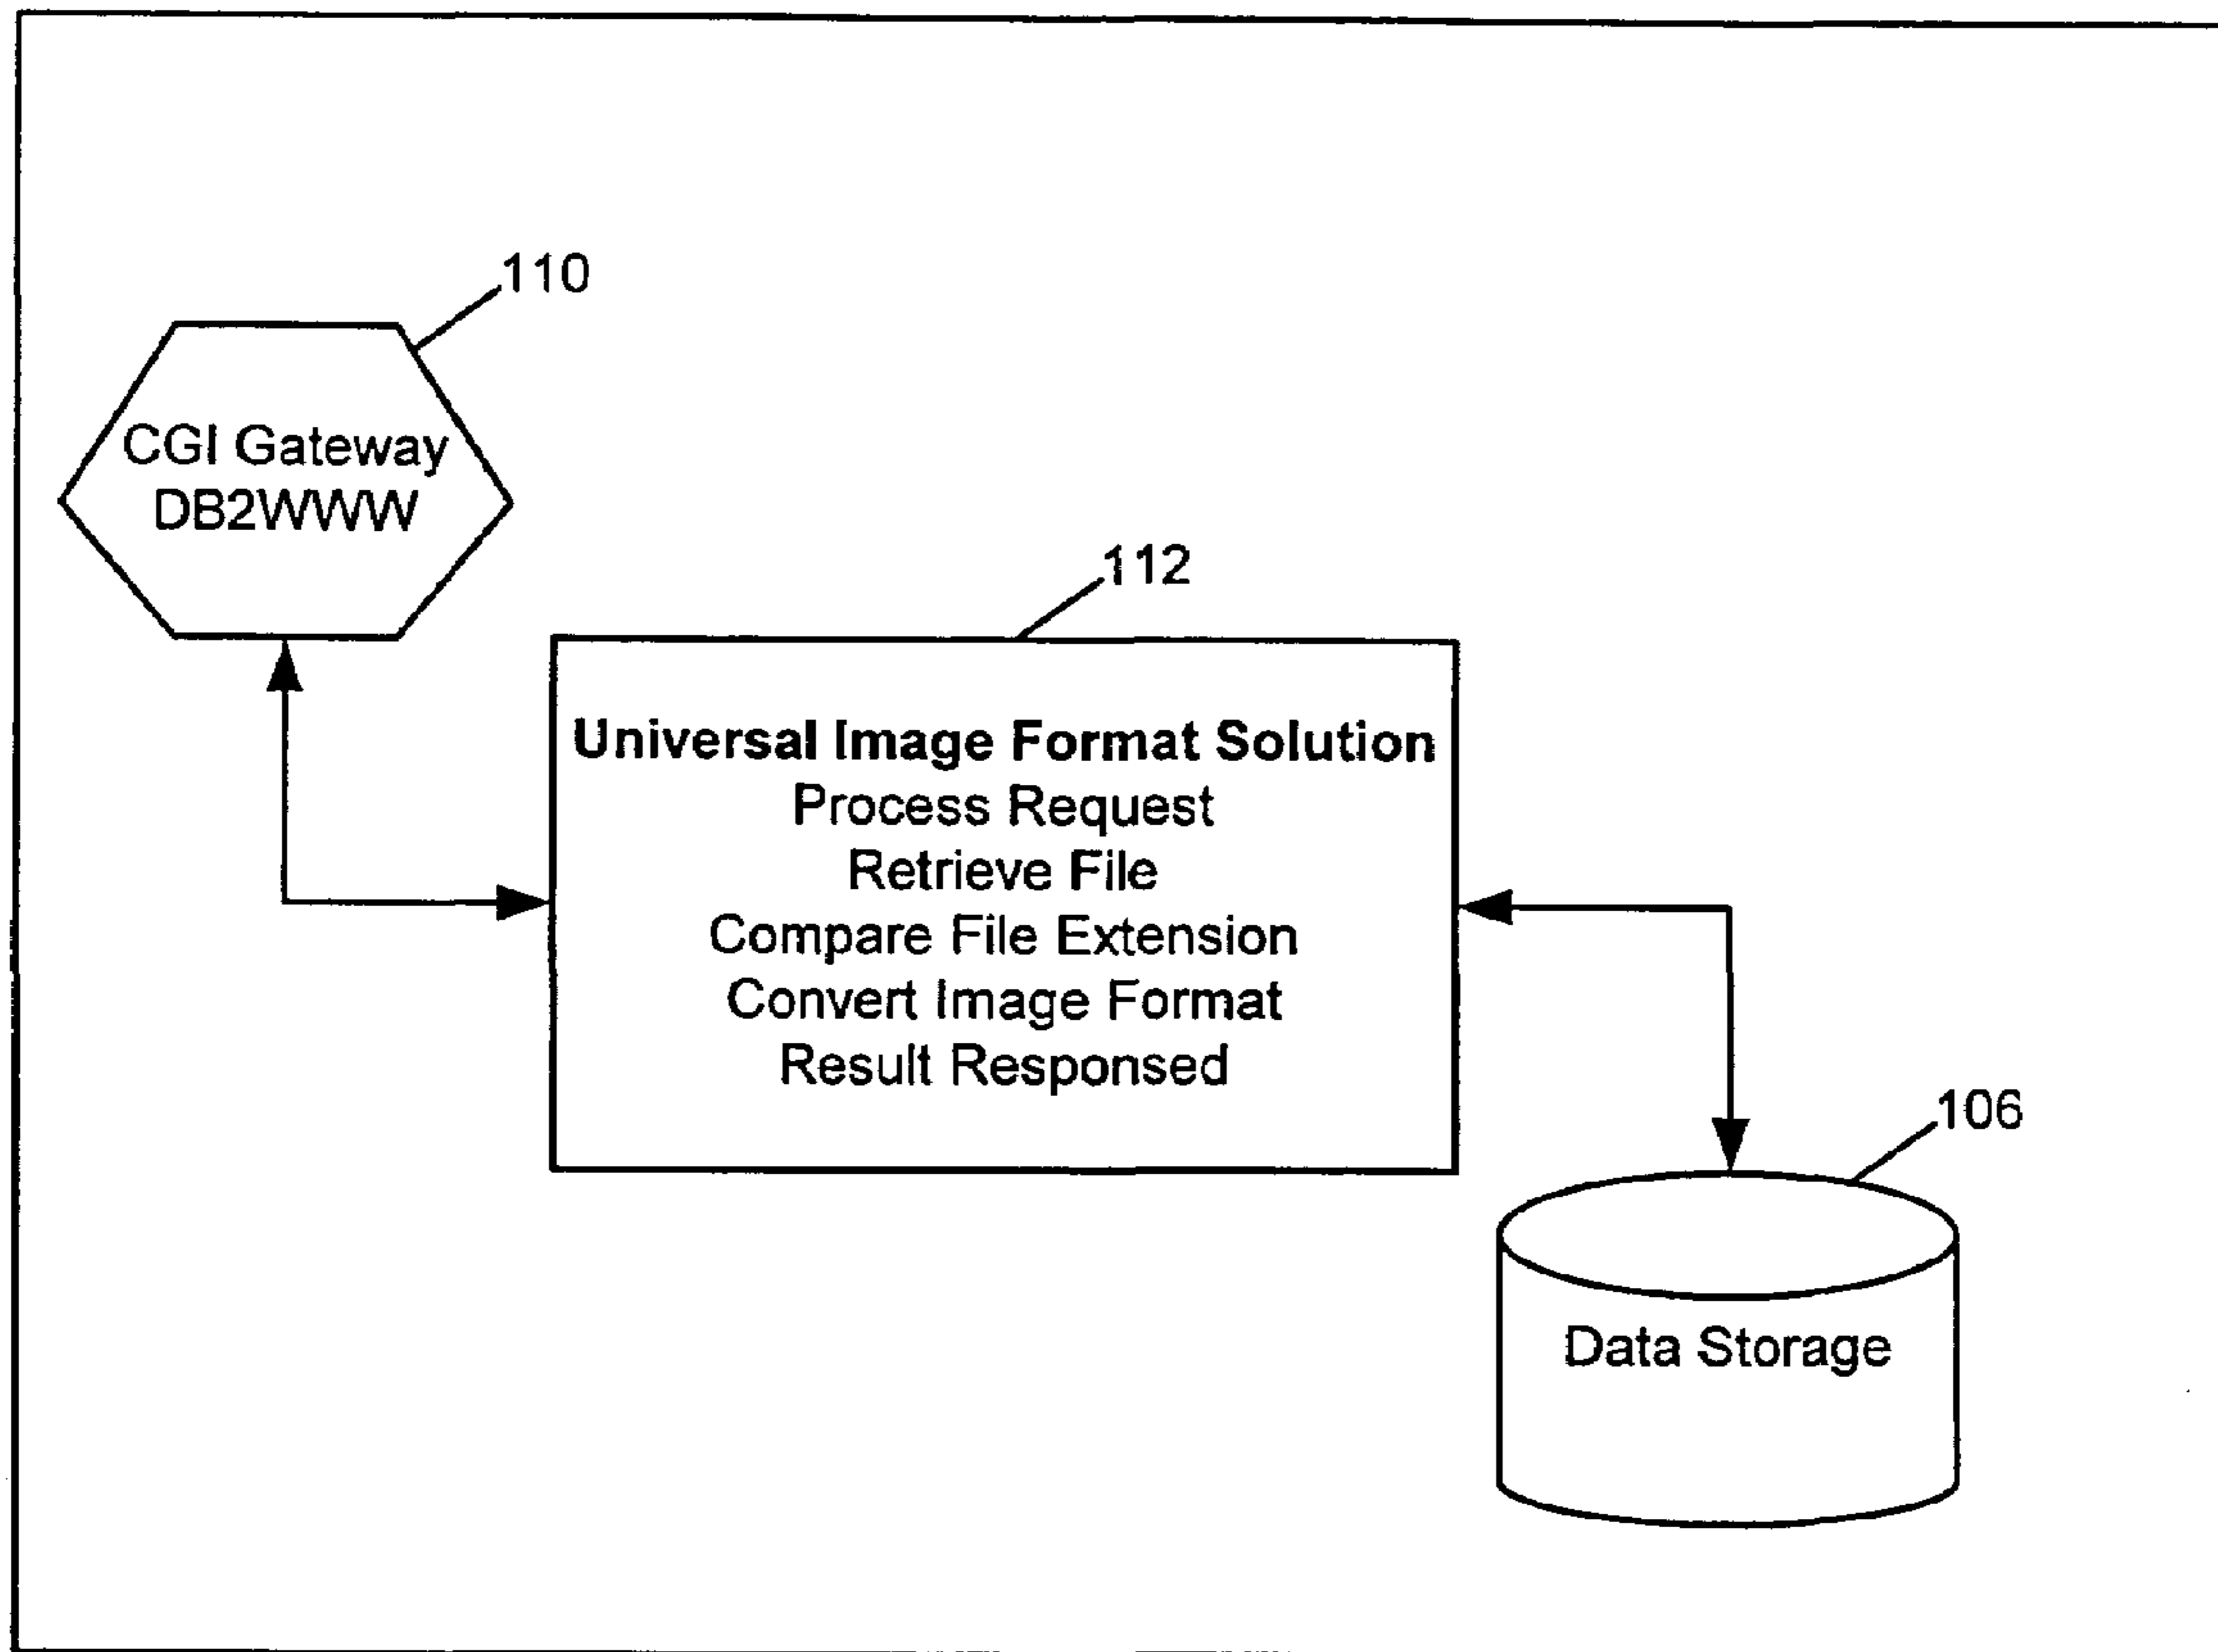 110
CGI Gateway
DB2WWW
112
Universal Image Format Solution
Process Request
Retrieve File
Compare File Extension
Convert Image Format
Result Responsed
106
Data Storage